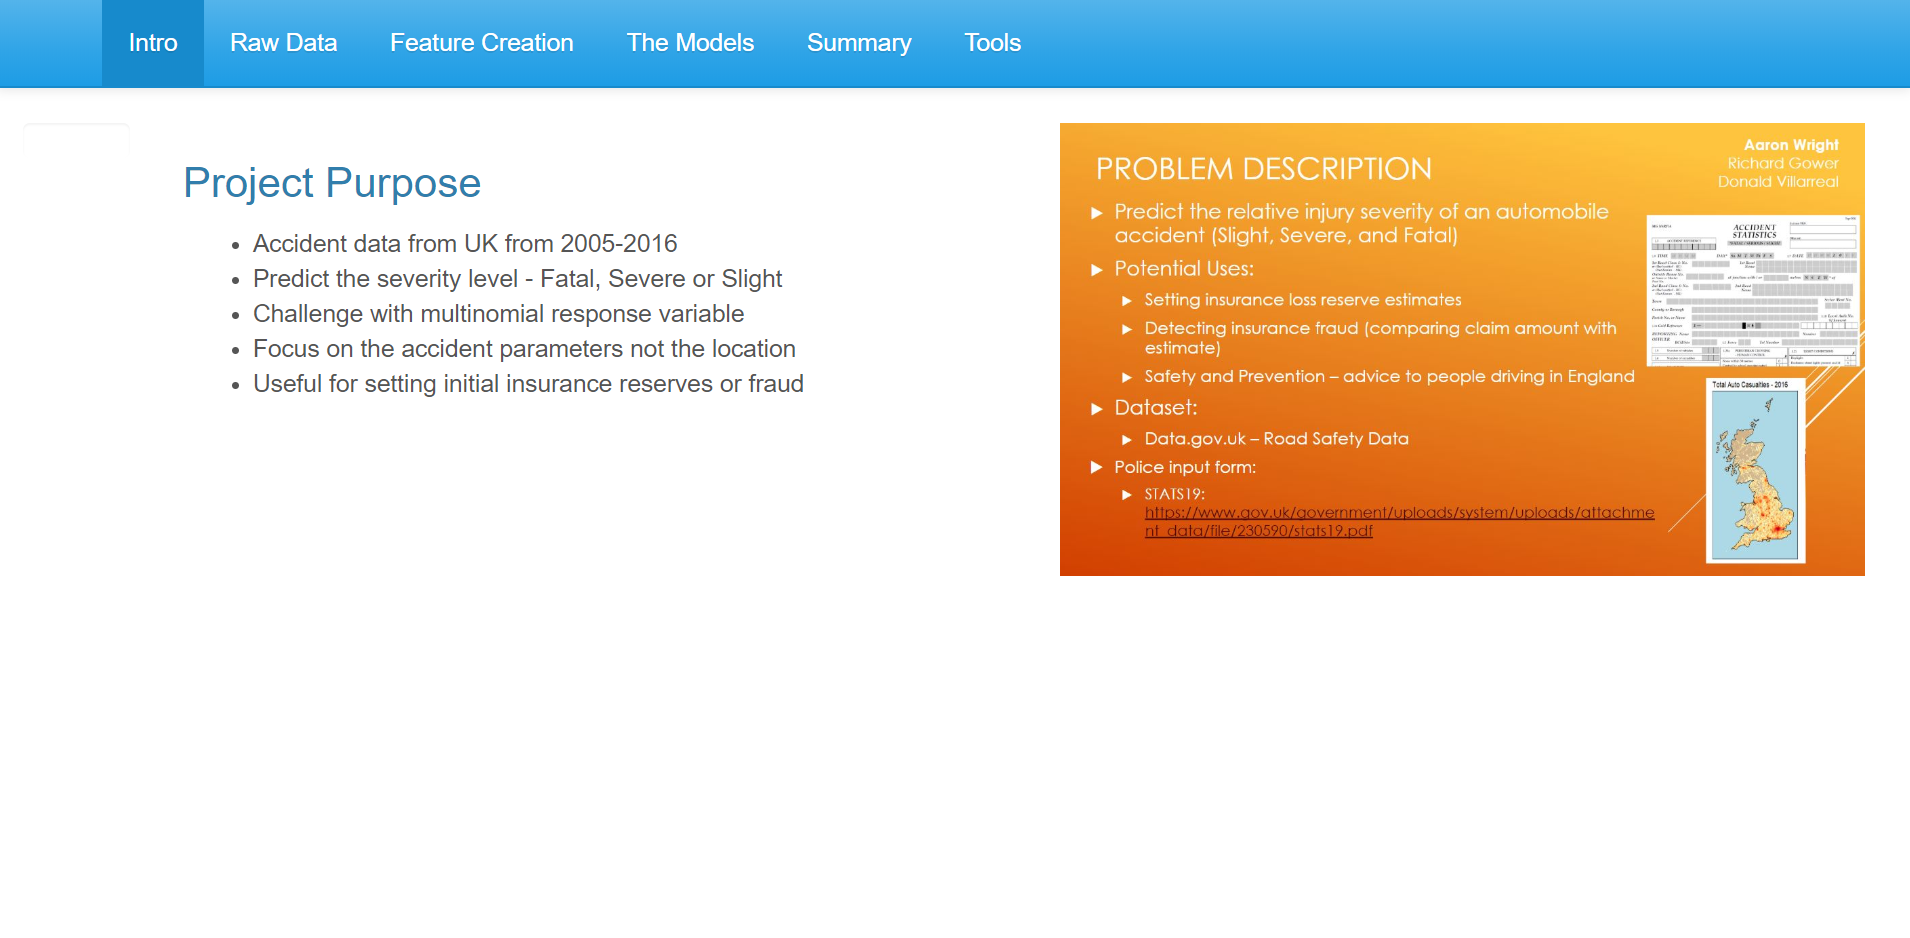 Intro
Raw Data
Feature Creation
The Models
Summary
Tools
Project Purpose
Accident data from UK from 2005-2016
Predict the severity level - Fatal, Severe or Slight
Challenge with multinomial response variable
Focus on the accident parameters not the location
Useful for setting initial insurance reserves or fraud
Aaron Wright
Richard Gower
Donald Villarreal
PROBLEM DESCRIPTION
Predict the relative injury severity of an automobile
accident (Slight, Severe, and Fatal)
Potential Uses:
Setting insurance loss reserve estimates
Detecting insurance fraud (comparing claim amount with
estimate)
Safety and Prevention – advice to people driving in England
Dataset:
Data.gov.uk – Road Safety Data
Police input form:
STATS19:
https://www.gov.uk/government/uploads/system/uploads/attachme
nt_data/file/230590/stats19.pdf
ACCIDENT
STATISTICS
Total Auto Casualties - 2016